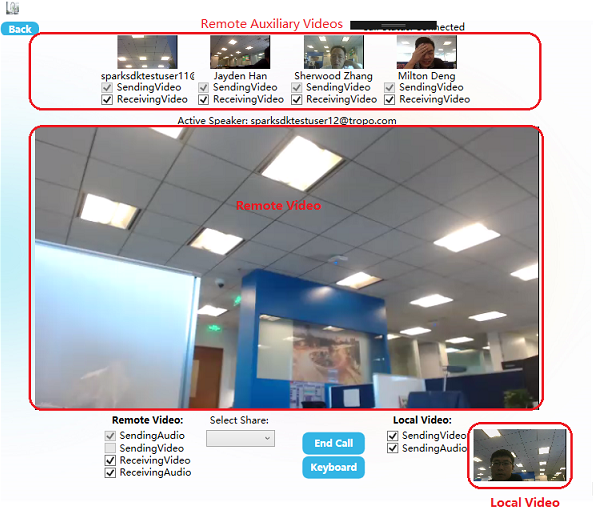 Remote Auxiliary Videos
Connected
Back
sparksdktestuser11@
Jayden Han
Sherwood Zhang
Milton Deng
SendingVideo
SendingVideo
SendingVideo
SendingVideo
ReceivingVideo
ReceivingVideo
ReceivingVideo
ReceivingVideo
Active Speaker: sparksdktestuser12@tropo.com
Remote Video
Remote Video:
Select Share:
Local Video:
SendingAudio
SendingVideo
ReceivingVideo
ReceivingAudio
End Call
Keyboard
SendingVideo
SendingAudio
Local Video